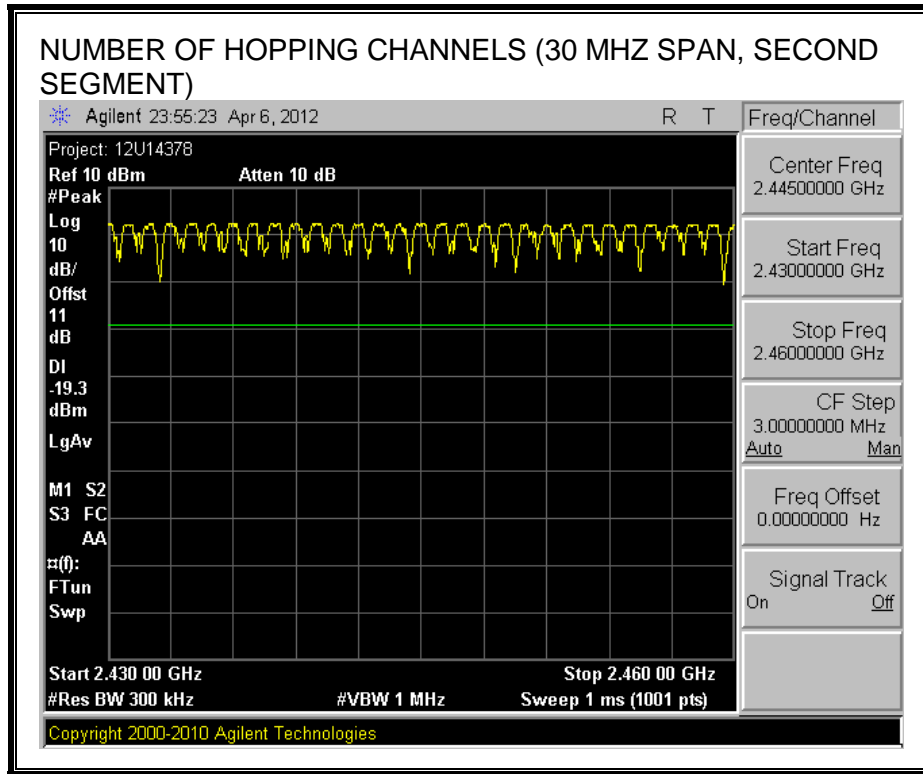 NUMBER OF HOPPING CHANNELS (30 MHZ SPAN, SECOND
SEGMENT)
Agilent 23:55:23 Apr 6, 2012 R T
Project: 12U14378
Ref 10 dBm Atten 10 dB
#Peak
Log
10
dB/
Offst
11
dB
DI
-19.3
dBm
LgAv
M1 S2
S3 FC
AA
¤(f):
FTun
Swp
Start 2.430 00 GHz Stop 2.460 00 GHz
#Res BW 300 kHz #VBW 1 MHz Sweep 1 ms (1001 pts)
Copyright 2000-2010 Agilent Technologies
Freq/Channel
Center Freq
2.44500000 GHz
Start Freq
2.43000000 GHz
Stop Freq
2.46000000 GHz
CF Step
3.00000000 MHz
Auto Man
Freq Offset
0.00000000 Hz
Signal Track
On Off